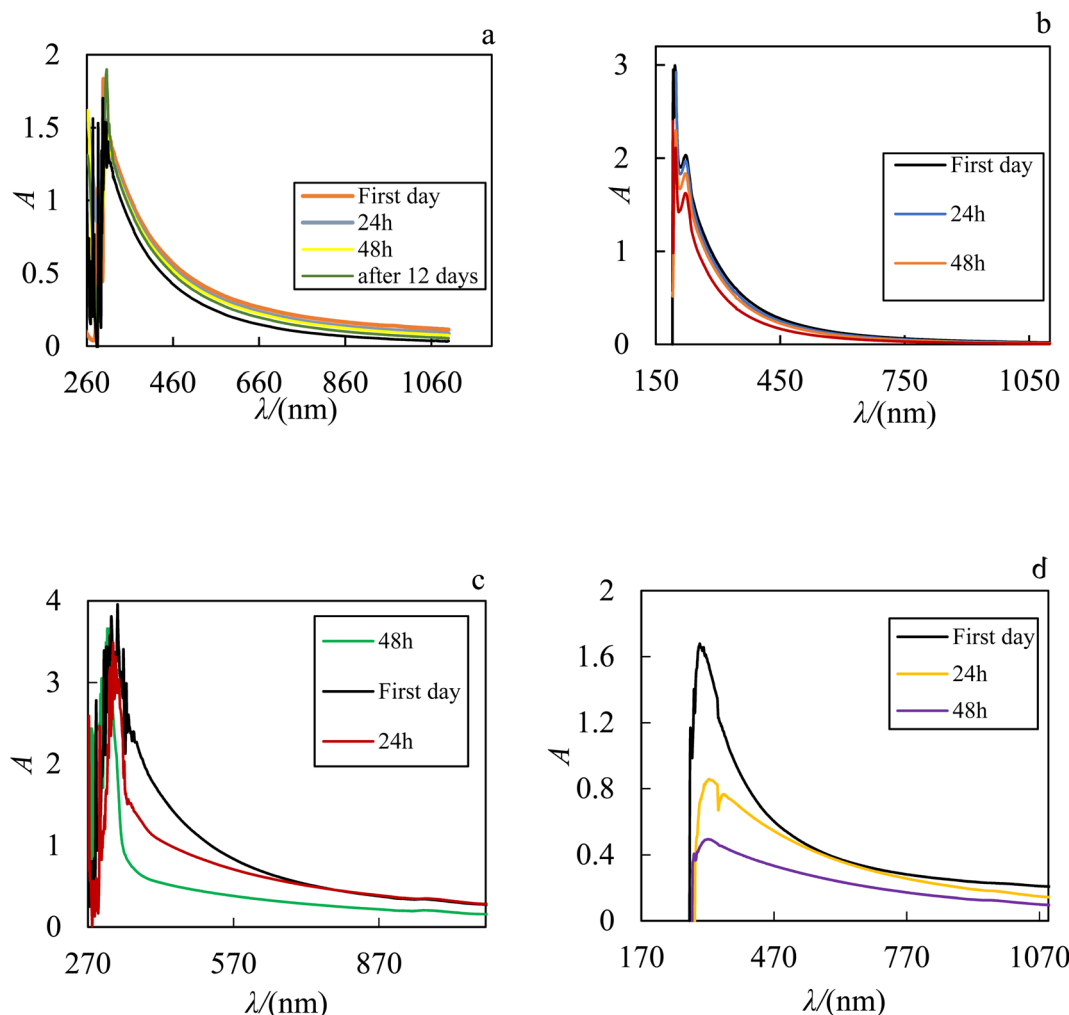 a
2
1.5
1
0.5
0
A
First day
24h
48h
after 12 days
260 460 660 860 1060
λ/(nm)
b
3
2
1
0
A
First day
24h
48h
150 450 750 1050
λ/(nm)
c
4
3
2
1
0
A
48h
First day
24h
270 570 870
λ/(nm)
d
2
1.6
1.2
0.8
0.4
0
A
First day
24h
48h
170 470 770 1070
λ/(nm)